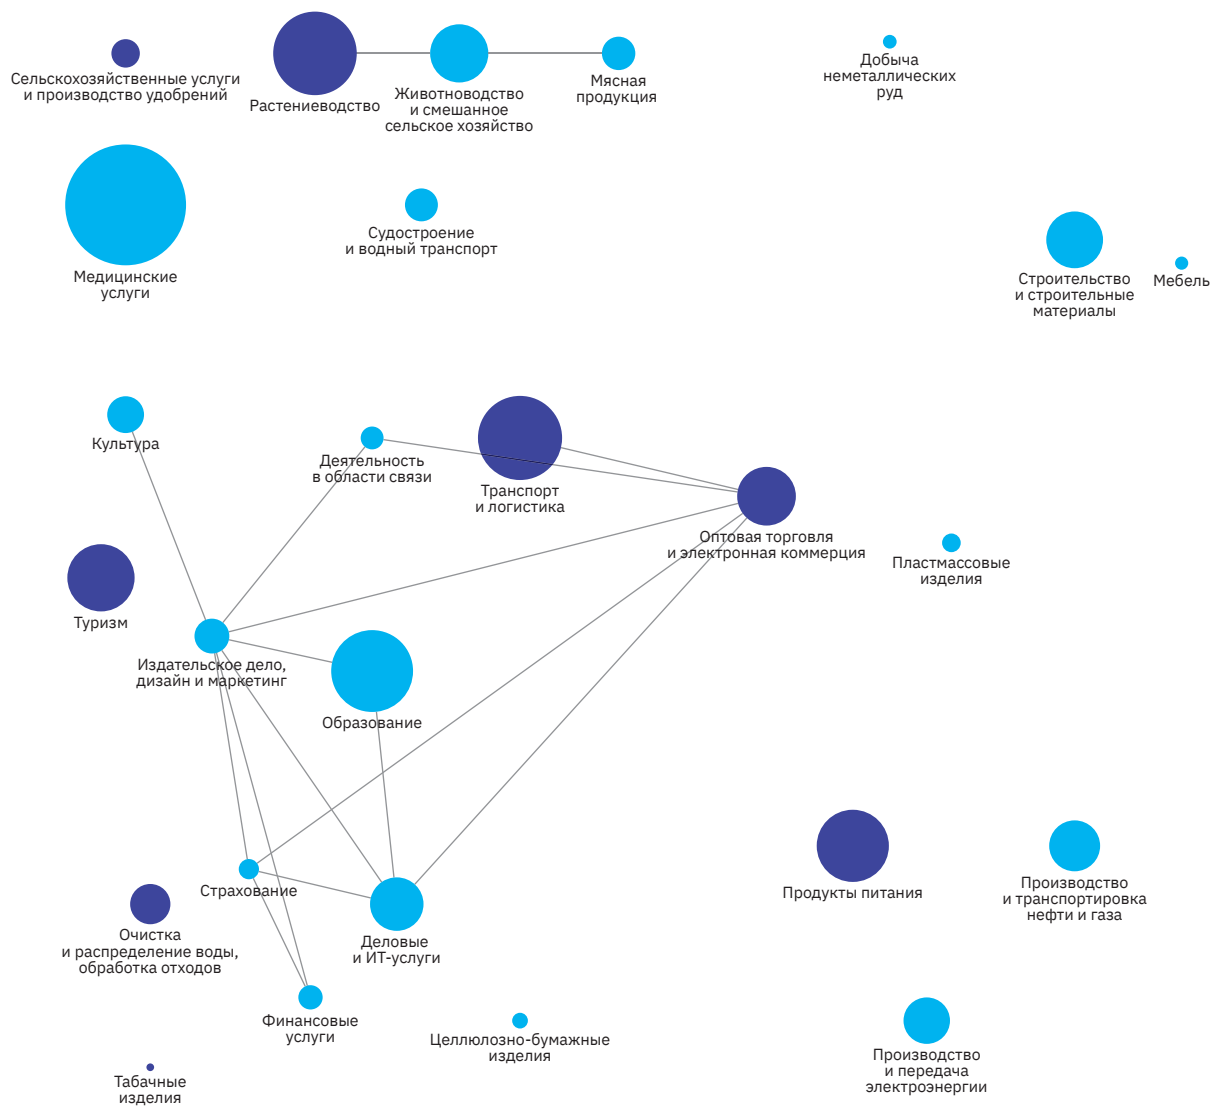 Сельскохозяйственные услуги
и производство удобрений
Растениеводство
Животноводство
и смешанное
сельское хозяйство
Мясная
продукция
Добыча
неметаллических
руд
Медицинские
услуги
Судостроение
и водный транспорт
Строительство
и строительные
материалы
Мебель
Культура
Деятельность
в области связи
Транспорт
и логистика
Оптовая торговля
и электронная коммерция
Пластмассовые
изделия
Туризм
Издательское дело,
дизайн и маркетинг
Образование
Страхование
Продукты питания
Производство
и транспортировка
нефти и газа
Очистка
и распределение воды,
обработка отходов
Деловые
и ИТ-услуги
Финансовые
услуги
Целлюлозно-бумажные
изделия
Производство
и передача
электроэнергии
Табачные
изделия